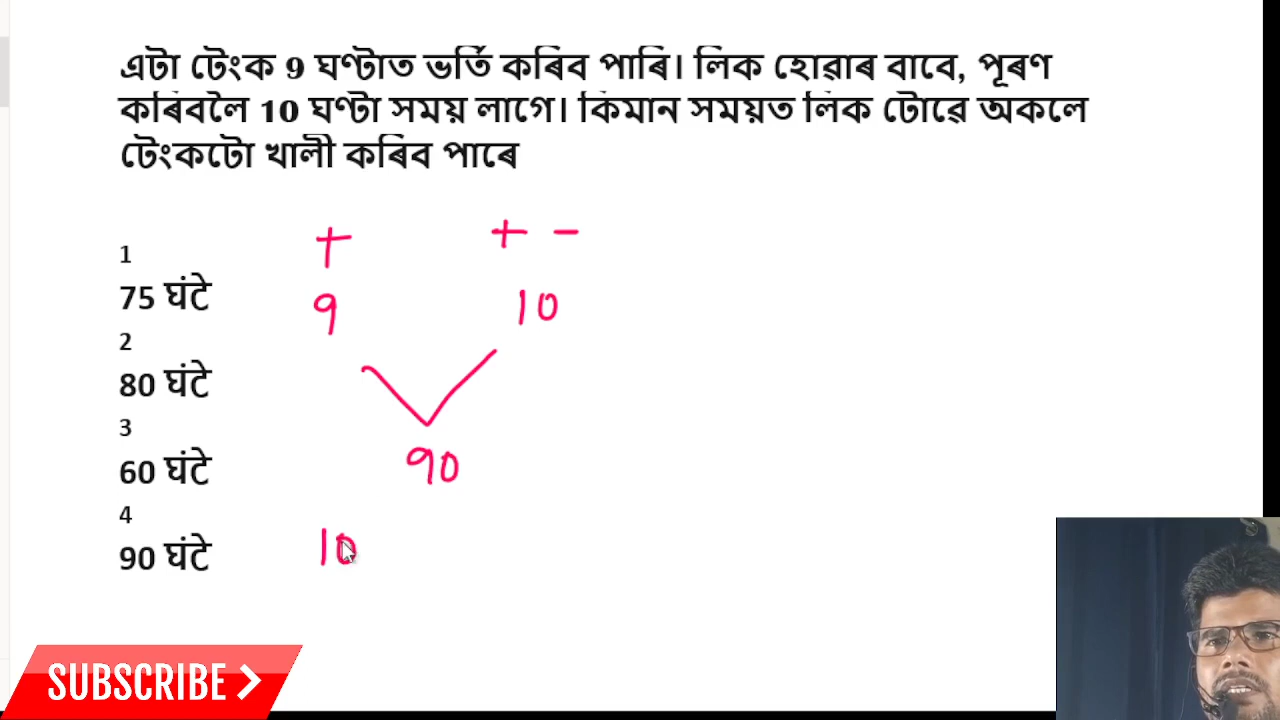 এটা টেংক 9 ঘণ্টাত ভৰ্তি কৰিব পাৰি। লিক হোৱাৰ বাবে, পূৰণ
কৰিবলৈ 10 ঘণ্টা সময় লাগে। কিমান সময়ত লিক টোৱে অকলে
টেংকটো খালী কৰিব পাৰে
1
75 घंटे
2
80 घंटे
3
60 घंटे
4
90 घंटे
+ + −
9 10
90
10
SUBSCRIBE